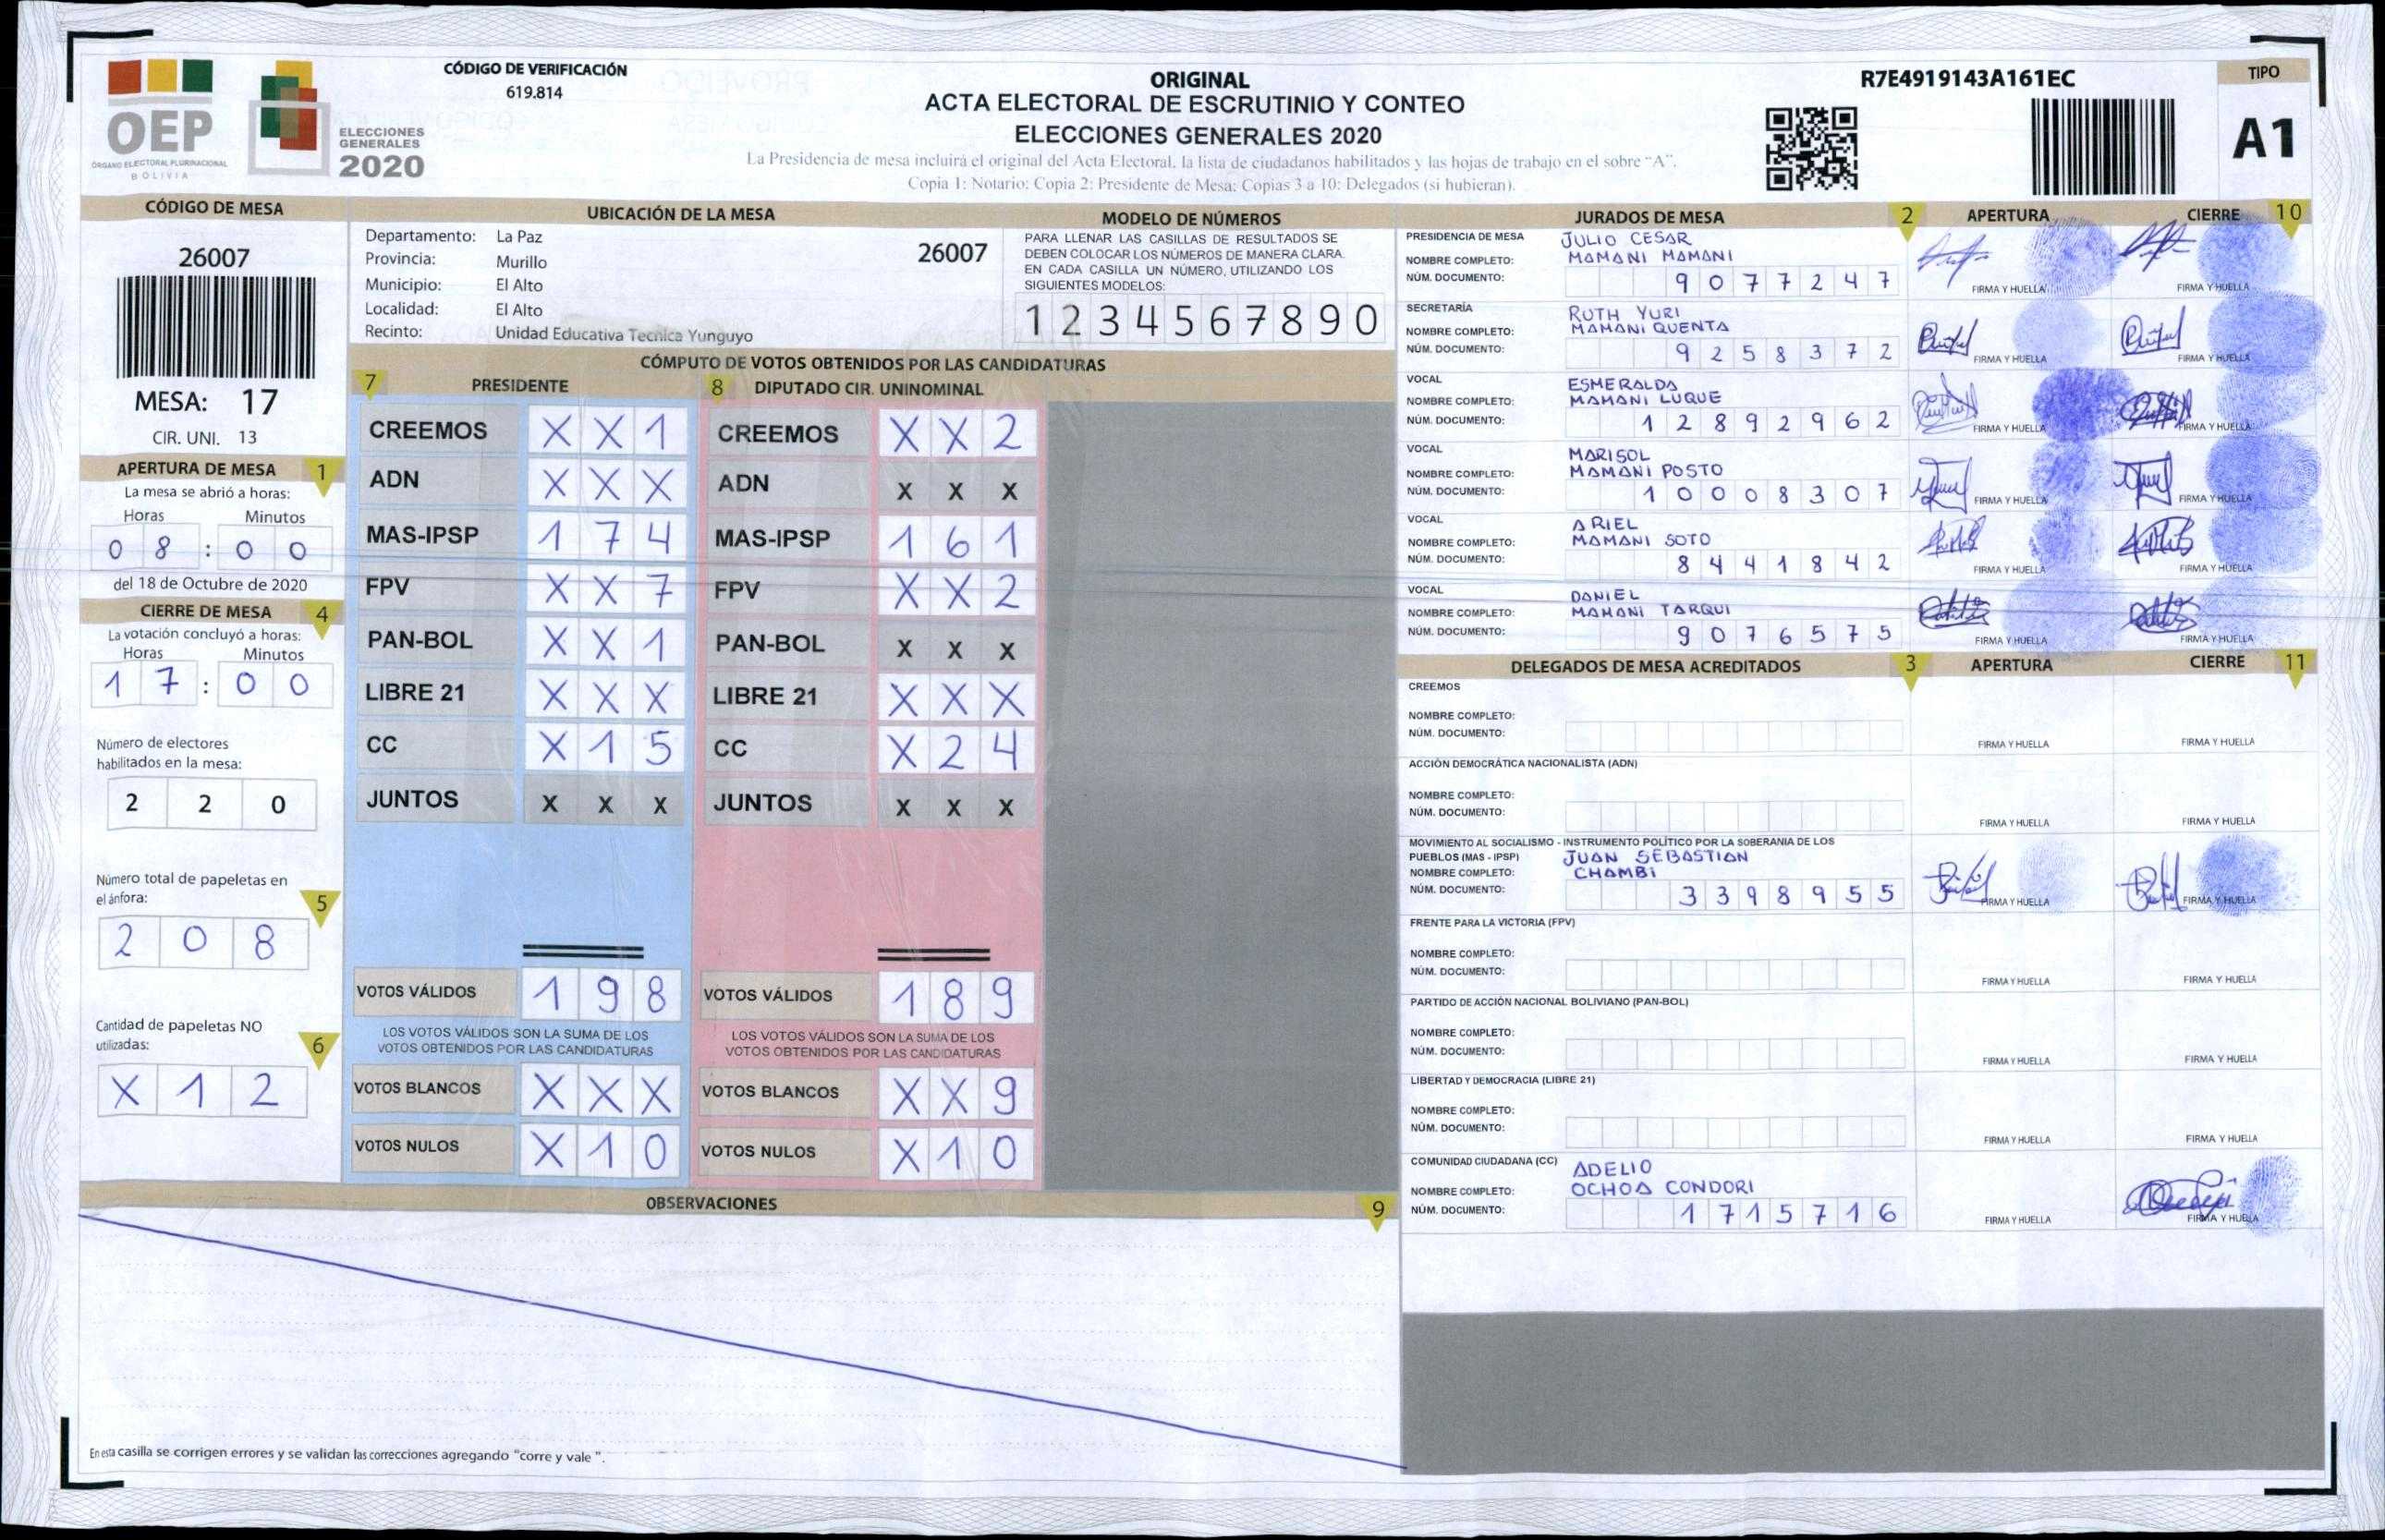 OEP
ÓRGANO ELECTORAL PLURINACIONAL
BOLIVIA
ELECCIONES
GENERALES
2020
CÓDIGO DE VERIFICACIÓN
619.814
ORIGINAL
ACTA ELECTORAL DE ESCRUTINIO Y CONTEO
ELECCIONES GENERALES 2020
La Presidencia de mesa incluirá el original del Acta Electoral, la lista de ciudadanos habilitados y las hojas de trabajo en el sobre "A".
Copia 1: Notario; Copia 2: Presidente de Mesa; Copias 3 a 10: Delegados (si hubieran).
R7E4919143A161EC
TIPO
A1
CÓDIGO DE MESA
26007
MESA: 17
CIR. UNI. 13
APERTURA DE MESA 1
La mesa se abrió a horas:
Horas Minutos
0 8 : 0 0
del 18 de Octubre de 2020
CIERRE DE MESA 4
La votación concluyó a horas:
Horas Minutos
1 7 : 0 0
Número de electores
habilitados en la mesa:
2 2 0
Número total de papeletas en
el ánfora: 5
2 0 8
Cantidad de papeletas NO
utilizadas: 6
X 1 2
UBICACIÓN DE LA MESA
Departamento: La Paz
Provincia: Murillo
Municipio: El Alto
Localidad: El Alto
Recinto: Unidad Educativa Tecnica Yunguyo
26007
MODELO DE NÚMEROS
PARA LLENAR LAS CASILLAS DE RESULTADOS SE
DEBEN COLOCAR LOS NÚMEROS DE MANERA CLARA.
EN CADA CASILLA UN NÚMERO, UTILIZANDO LOS
SIGUIENTES MODELOS:
1 2 3 4 5 6 7 8 9 0
CÓMPUTO DE VOTOS OBTENIDOS POR LAS CANDIDATURAS
7 PRESIDENTE 8 DIPUTADO CIR. UNINOMINAL
CREEMOS X X 1 CREEMOS X X 2
ADN X X X ADN X X X
MAS-IPSP 1 7 4 MAS-IPSP 1 6 1
FPV X X 7 FPV X X 2
PAN-BOL X X 1 PAN-BOL X X X
LIBRE 21 X X X LIBRE 21 X X X
CC X 1 5 CC X 2 4
JUNTOS X X X JUNTOS X X X
VOTOS VÁLIDOS 1 9 8 VOTOS VÁLIDOS 1 8 9
LOS VOTOS VÁLIDOS SON LA SUMA DE LOS LOS VOTOS VÁLIDOS SON LA SUMA DE LOS
VOTOS OBTENIDOS POR LAS CANDIDATURAS VOTOS OBTENIDOS POR LAS CANDIDATURAS
VOTOS BLANCOS X X X VOTOS BLANCOS X X 9
VOTOS NULOS X 1 0 VOTOS NULOS X 1 0
OBSERVACIONES 9
En esta casilla se corrigen errores y se validan las correcciones agregando "corre y vale ".
JURADOS DE MESA 2 APERTURA CIERRE 10
PRESIDENCIA DE MESA JULIO CESAR
NOMBRE COMPLETO: MAMANI MAMANI
NÚM. DOCUMENTO: 9 0 7 7 2 4 7 FIRMA Y HUELLA FIRMA Y HUELLA
SECRETARÍA RUTH YURI
NOMBRE COMPLETO: MAMANI QUENTA
NÚM. DOCUMENTO: 9 2 5 8 3 7 2 FIRMA Y HUELLA FIRMA Y HUELLA
VOCAL ESMERALDA
NOMBRE COMPLETO: MAMANI LUQUE
NÚM. DOCUMENTO: 1 2 8 9 2 9 6 2 FIRMA Y HUELLA FIRMA Y HUELLA
VOCAL MARISOL
NOMBRE COMPLETO: MAMANI POSTO
NÚM. DOCUMENTO: 1 0 0 0 8 3 0 7 FIRMA Y HUELLA FIRMA Y HUELLA
VOCAL ARIEL
NOMBRE COMPLETO: MAMANI SOTO
NÚM. DOCUMENTO: 8 4 4 1 8 4 2 FIRMA Y HUELLA FIRMA Y HUELLA
VOCAL DANIEL
NOMBRE COMPLETO: MAMANI TARQUI
NÚM. DOCUMENTO: 9 0 7 6 5 7 5 FIRMA Y HUELLA FIRMA Y HUELLA
DELEGADOS DE MESA ACREDITADOS 3 APERTURA CIERRE 11
CREEMOS
NOMBRE COMPLETO:
NÚM. DOCUMENTO: FIRMA Y HUELLA FIRMA Y HUELLA
ACCIÓN DEMOCRÁTICA NACIONALISTA (ADN)
NOMBRE COMPLETO:
NÚM. DOCUMENTO: FIRMA Y HUELLA FIRMA Y HUELLA
MOVIMIENTO AL SOCIALISMO - INSTRUMENTO POLÍTICO POR LA SOBERANIA DE LOS
PUEBLOS (MAS - IPSP) JUAN SEBASTIAN
NOMBRE COMPLETO: CHAMBI
NÚM. DOCUMENTO: 3 3 9 8 9 5 5 FIRMA Y HUELLA FIRMA Y HUELLA
FRENTE PARA LA VICTORIA (FPV)
NOMBRE COMPLETO:
NÚM. DOCUMENTO: FIRMA Y HUELLA FIRMA Y HUELLA
PARTIDO DE ACCIÓN NACIONAL BOLIVIANO (PAN-BOL)
NOMBRE COMPLETO:
NÚM. DOCUMENTO: FIRMA Y HUELLA FIRMA Y HUELLA
LIBERTAD Y DEMOCRACIA (LIBRE 21)
NOMBRE COMPLETO:
NÚM. DOCUMENTO: FIRMA Y HUELLA FIRMA Y HUELLA
COMUNIDAD CIUDADANA (CC) ADELIO
NOMBRE COMPLETO: OCHOA CONDORI
NÚM. DOCUMENTO: 1 7 1 5 7 1 6 FIRMA Y HUELLA FIRMA Y HUELLA